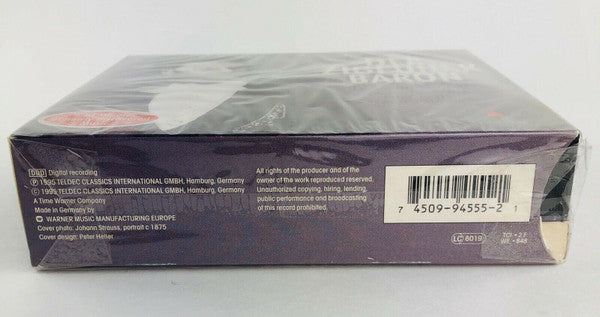 BARON
DDD Digital recording
℗ 1995 TELDEC CLASSICS INTERNATIONAL GMBH, Hamburg, Germany
© 1995 TELDEC CLASSICS INTERNATIONAL GMBH, Hamburg, Germany
A Time Warner Company
Made in Germany by
WARNER MUSIC MANUFACTURING EUROPE
Cover photo: Johann Strauss, portrait c 1875
Cover design: Peter Heller
All rights of the producer and of the
owner of the work reproduced reserved.
Unauthorized copying, hiring, lending,
public performance and broadcasting
of this record prohibited.
7 4509-94555-2 1
LC 6019